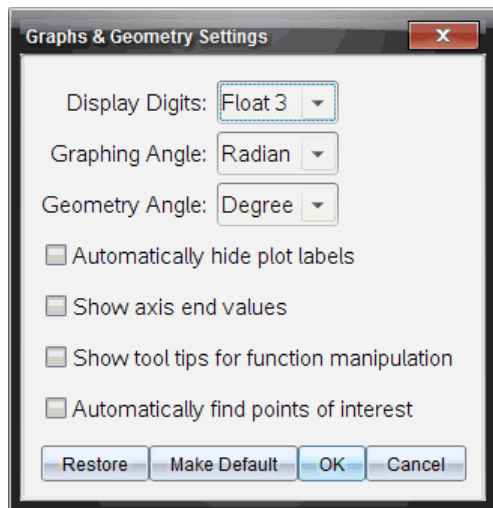 Graphs & Geometry Settings
Display Digits: Float 3
Graphing Angle: Radian
Geometry Angle: Degree
Automatically hide plot labels
Show axis end values
Show tool tips for function manipulation
Automatically find points of interest
Restore Make Default OK Cancel